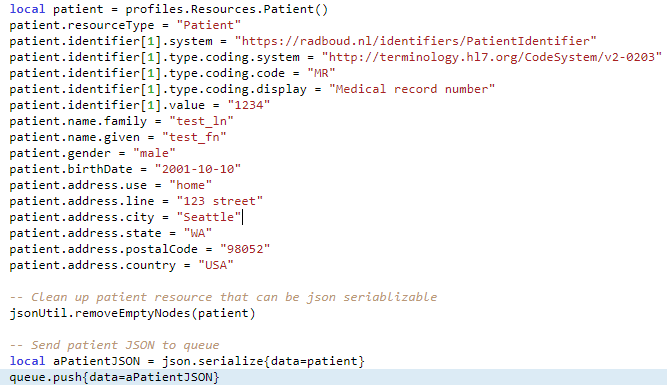 local patient = profiles.Resources.Patient()
patient.resourceType = "Patient"
patient.identifier[1].system = "https://radboud.nl/identifiers/PatientIdentifier"
patient.identifier[1].type.coding.system = "http://terminology.hl7.org/CodeSystem/v2-0203"
patient.identifier[1].type.coding.code = "MR"
patient.identifier[1].type.coding.display = "Medical record number"
patient.identifier[1].value = "1234"
patient.name.family = "test_ln"
patient.name.given = "test_fn"
patient.gender = "male"
patient.birthDate = "2001-10-10"
patient.address.use = "home"
patient.address.line = "123 street"
patient.address.city = "Seattle"
patient.address.state = "WA"
patient.address.postalCode = "98052"
patient.address.country = "USA"
-- Clean up patient resource that can be json seriablizable
jsonUtil.removeEmptyNodes(patient)
-- Send patient JSON to queue
local aPatientJSON = json.serialize{data=patient}
queue.push{data=aPatientJSON}